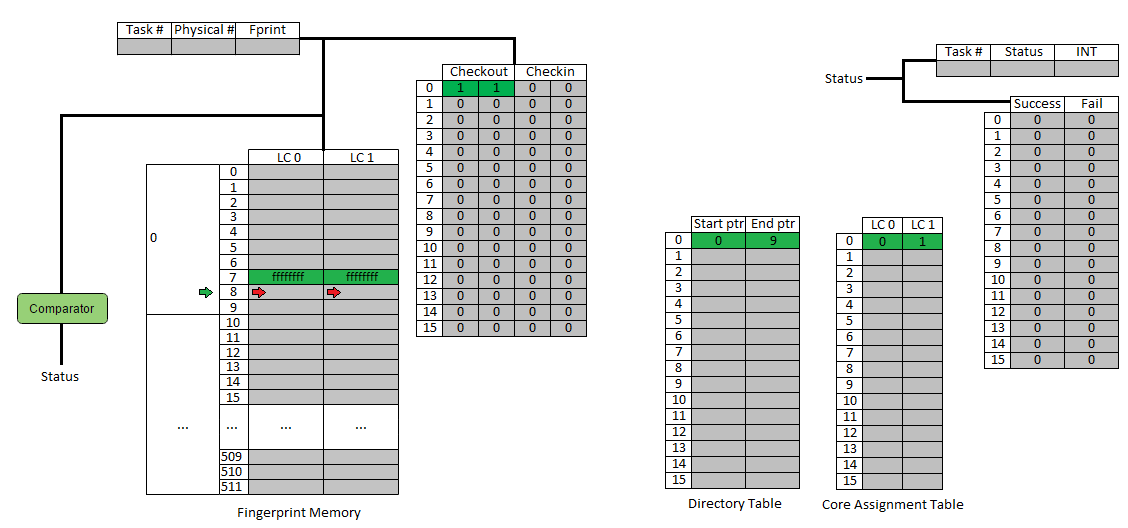 Task # Physical # Fprint
Checkout Checkin
0 1 1 0 0
1 0 0 0 0
2 0 0 0 0
3 0 0 0 0
4 0 0 0 0
5 0 0 0 0
6 0 0 0 0
7 0 0 0 0
8 0 0 0 0
9 0 0 0 0
10 0 0 0 0
11 0 0 0 0
12 0 0 0 0
13 0 0 0 0
14 0 0 0 0
15 0 0 0 0
Task # Status INT
Status
Success Fail
0 0 0
1 0 0
2 0 0
3 0 0
4 0 0
5 0 0
6 0 0
7 0 0
8 0 0
9 0 0
10 0 0
11 0 0
12 0 0
13 0 0
14 0 0
15 0 0
LC 0 LC 1
0
0
1
2
3
4
5
6
7 ffffffff ffffffff
8
9
10
11
12
13
14
15
... ... ... ...
509
510
511
Fingerprint Memory
Comparator
Status
Start ptr End ptr
0 0 9
1
2
3
4
5
6
7
8
9
10
11
12
13
14
15
Directory Table
LC 0 LC 1
0 0 1
1
2
3
4
5
6
7
8
9
10
11
12
13
14
15
Core Assignment Table